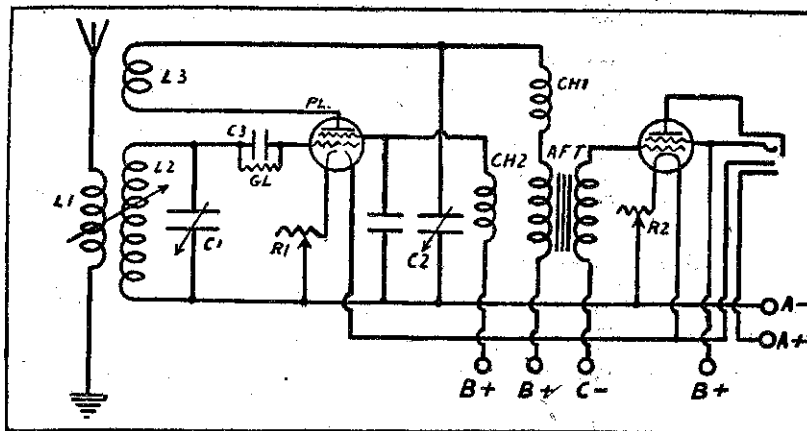 L3
PL.
CH1
C3
GL
L2
L1
C1
R1
C2
CH2
AFT
R2
A-
A+
B+
B+
C-
B+